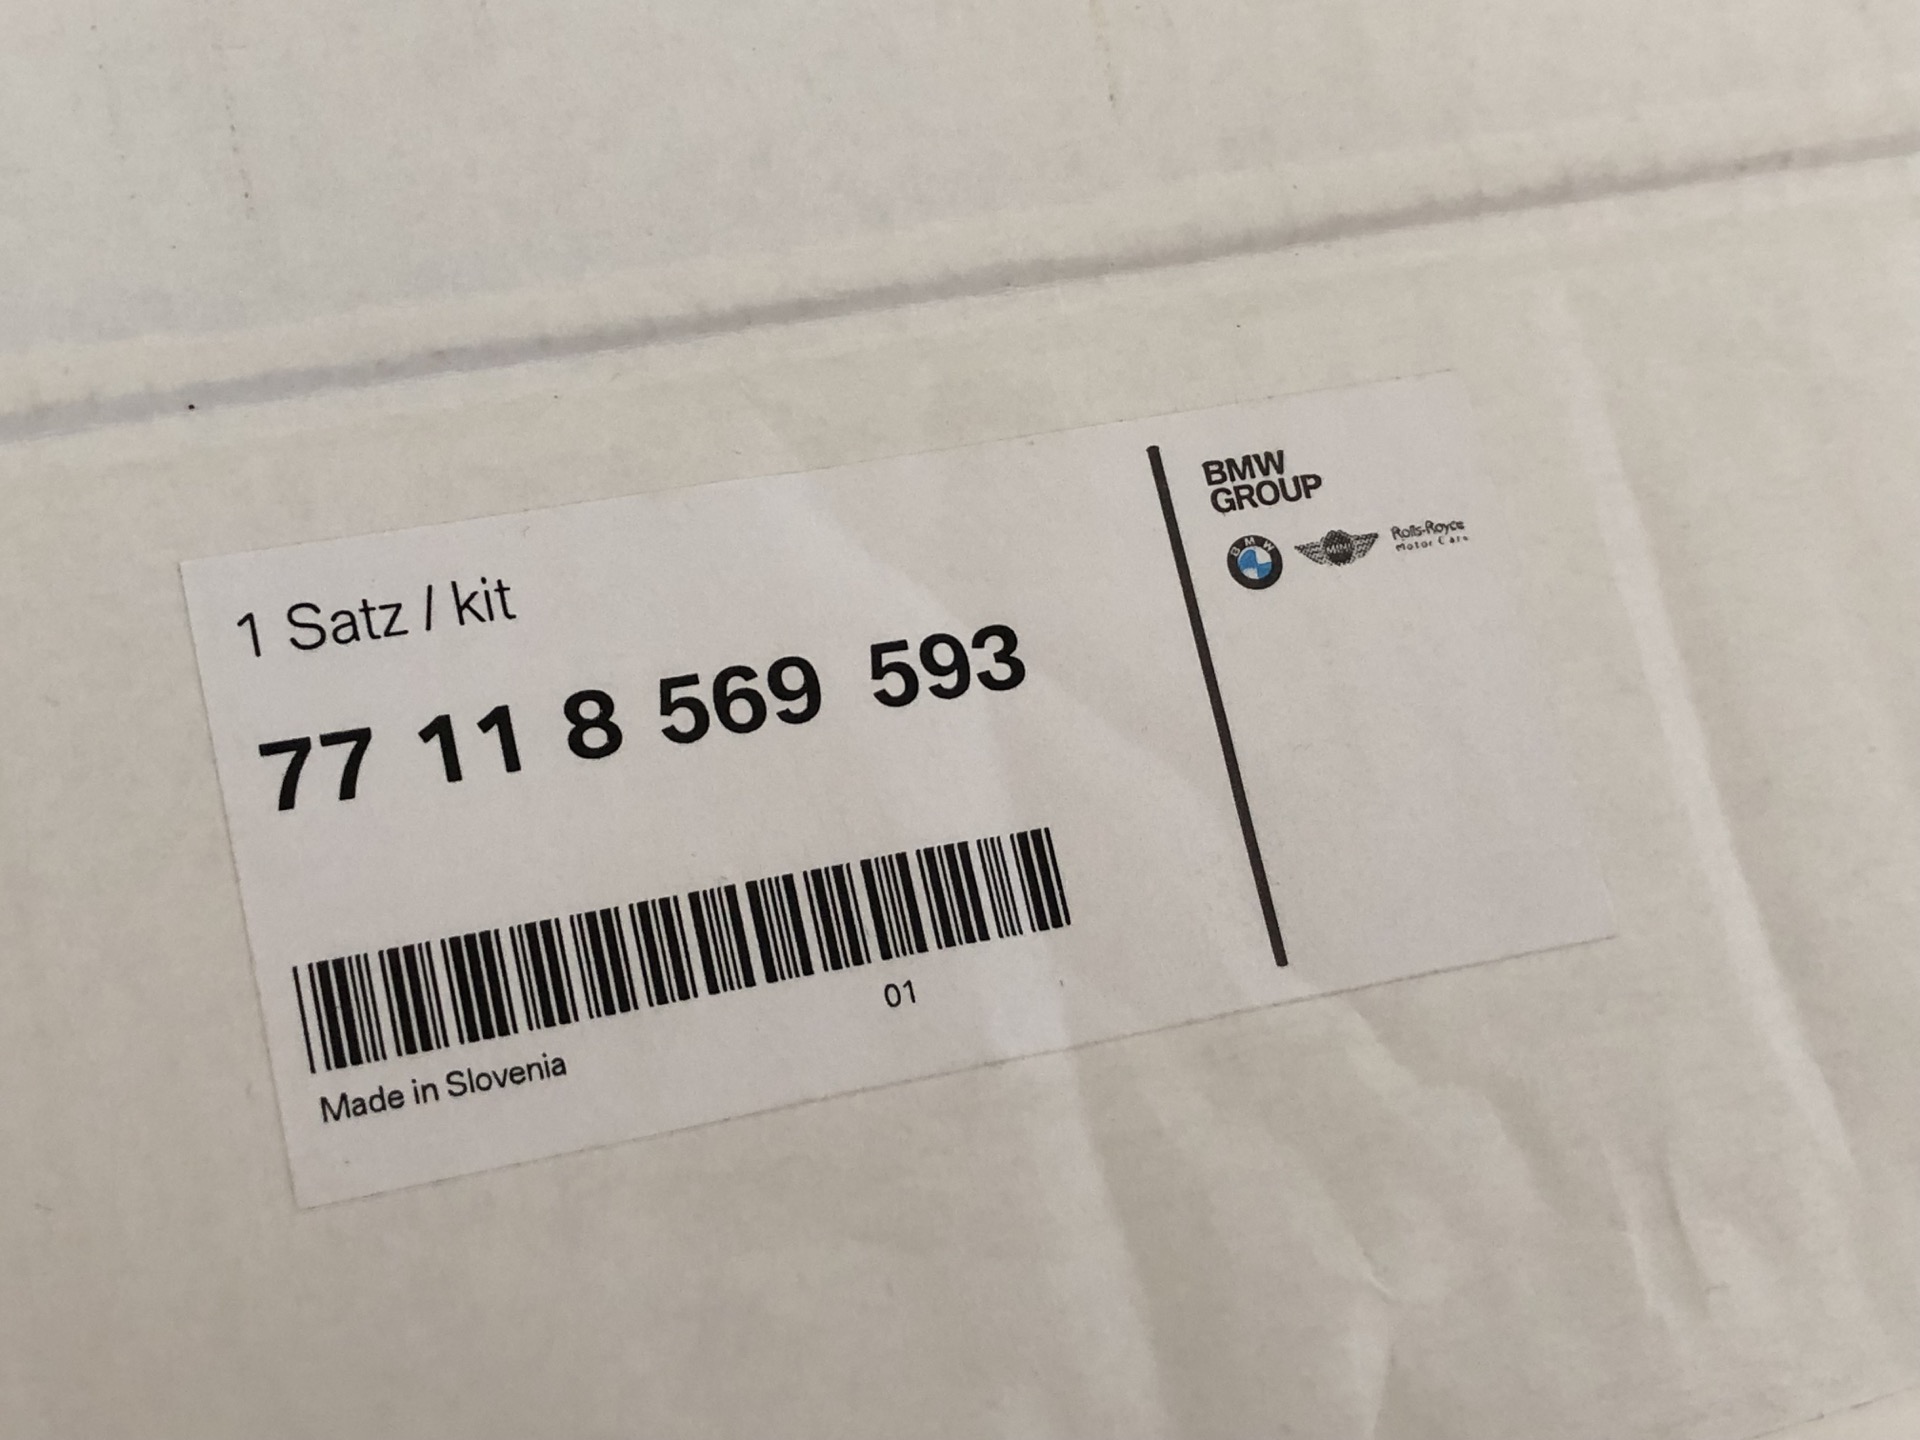 1 Satz / kit
77 11 8 569 593
01
Made in Slovenia
BMW
GROUP
BMW
MINI
Rolls-Royce
Motor Cars